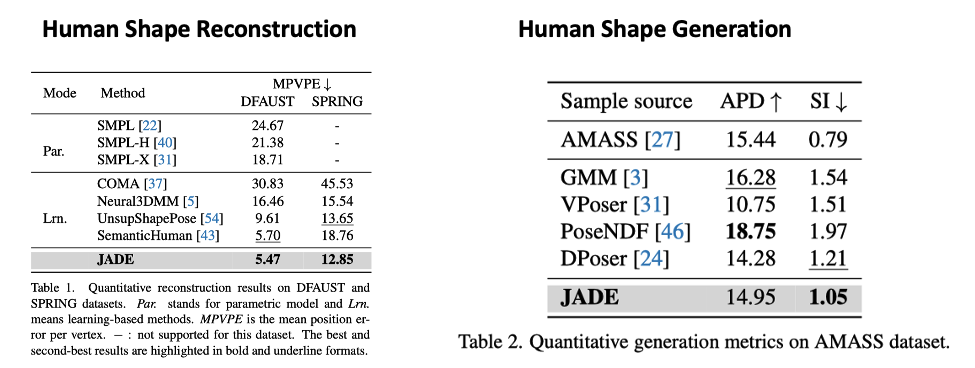 Human Shape Reconstruction
Mode Method MPVPE ↓
DFAUST SPRING
Par. SMPL [22] 24.67 -
SMPL-H [40] 21.38 -
SMPL-X [31] 18.71 -
Lrn. COMA [37] 30.83 45.53
Neural3DMM [5] 16.46 15.54
UnsupShapePose [54] 9.61 13.65
SemanticHuman [43] 5.70 18.76
JADE 5.47 12.85
Table 1. Quantitative reconstruction results on DFAUST and
SPRING datasets. Par. stands for parametric model and Lrn.
means learning-based methods. MPVPE is the mean position er-
ror per vertex. − : not supported for this dataset. The best and
second-best results are highlighted in bold and underline formats.
Human Shape Generation
Sample source APD ↑ SI ↓
AMASS [27] 15.44 0.79
GMM [3] 16.28 1.54
VPoser [31] 10.75 1.51
PoseNDF [46] 18.75 1.97
DPoser [24] 14.28 1.21
JADE 14.95 1.05
Table 2. Quantitative generation metrics on AMASS dataset.